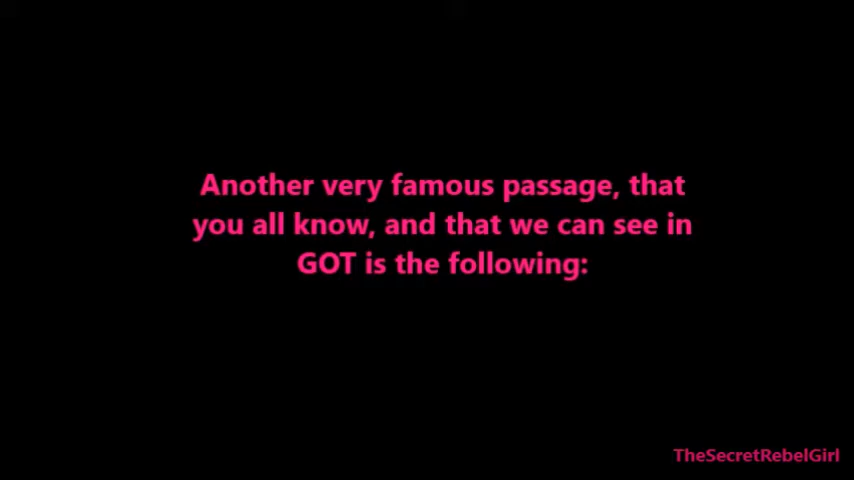 Another very famous passage, that
you all know, and that we can see in
GOT is the following:
TheSecretRebelGirl